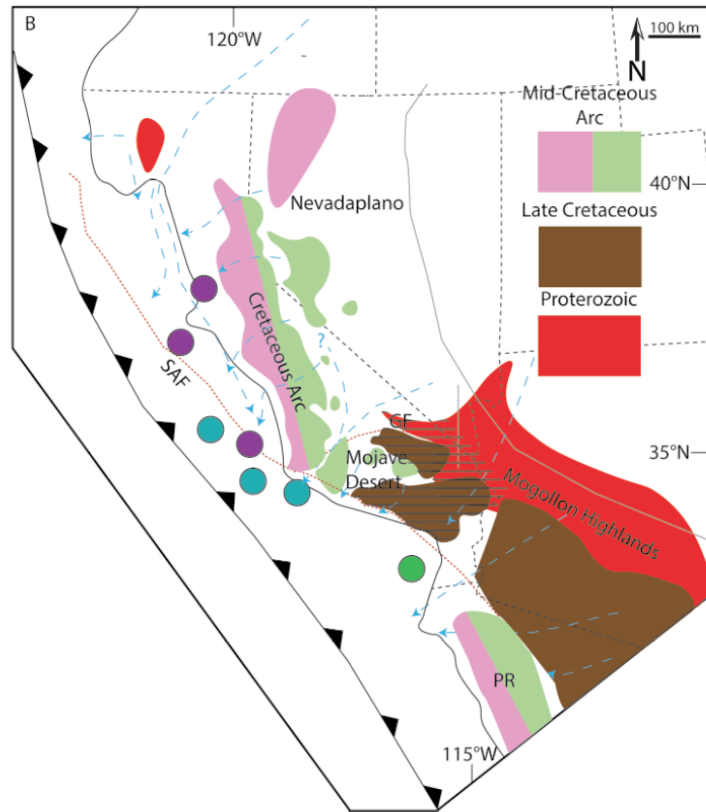 B
120°W
100 km
N
Mid-Cretaceous
Arc
40°N
Nevadaplano
Late Cretaceous
Proterozoic
Cretaceous Arc
SAF
?
GF
35°N
Mojave
Desert
Mogollon Highlands
PR
115°W